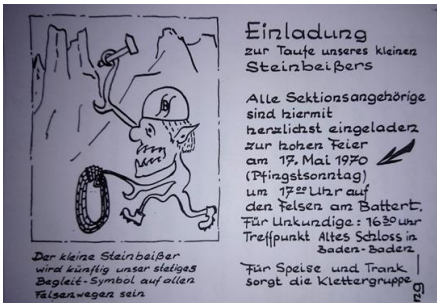 Einladung
zur Taufe unseres kleinen
Steinbeißers
Alle Sektionsangehörige
sind hiermit
herzlichst eingeladen
zur hohen Feier
am 17. Mai 1970
(Pfingstsonntag)
um 17⁰⁰ Uhr auf
den Felsen am Battert.
Für Unkundige: 16³⁰ Uhr
Treffpunkt Altes Schloss in
Baden-Baden
Für Speise und Trank
sorgt die Klettergruppe
Der kleine Steinbeißer
wird künftig unser stetiges
Begleit-Symbol auf allen
Felsenwegen sein